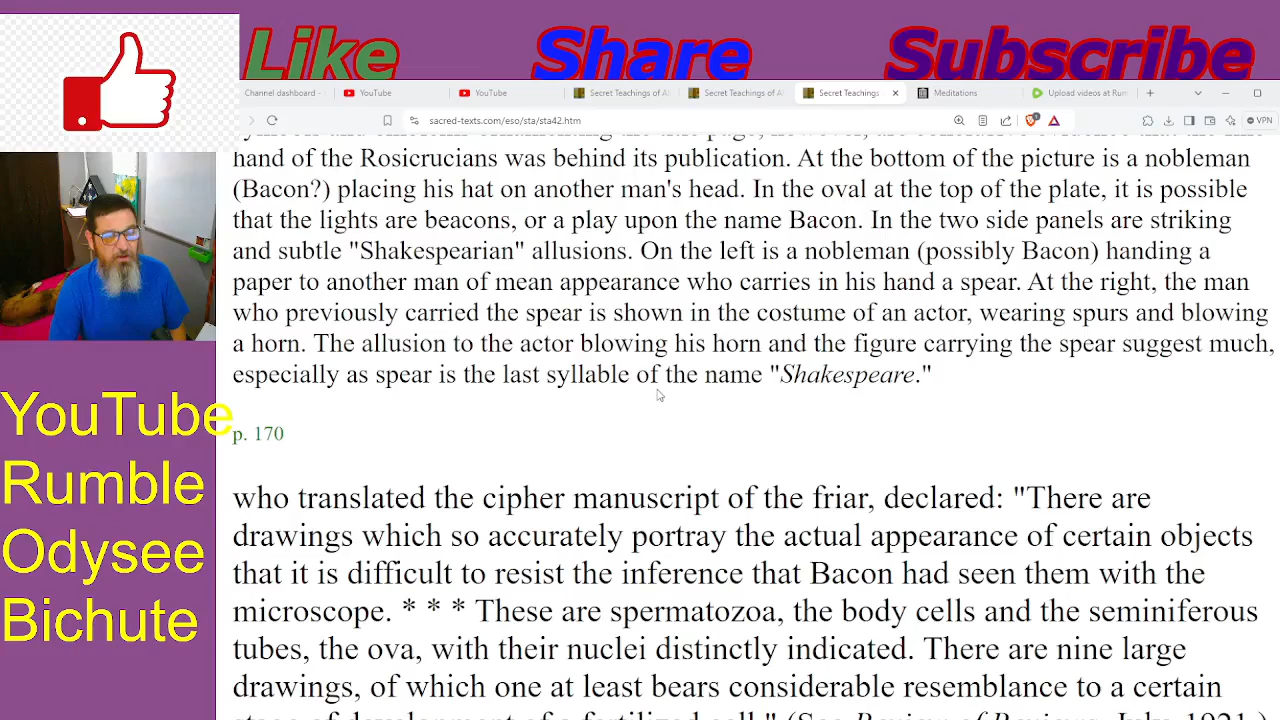 Like Share Subscribe
Channel dashboard - YouTube YouTube Secret Teachings of A Secret Teachings of Al Secret Teachings Meditations Upload videos at Rum
sacred-texts.com/eso/sta/sta42.htm VPN
hand of the Rosicrucians was behind its publication. At the bottom of the picture is a nobleman
(Bacon?) placing his hat on another man's head. In the oval at the top of the plate, it is possible
that the lights are beacons, or a play upon the name Bacon. In the two side panels are striking
and subtle "Shakespearian" allusions. On the left is a nobleman (possibly Bacon) handing a
paper to another man of mean appearance who carries in his hand a spear. At the right, the man
who previously carried the spear is shown in the costume of an actor, wearing spurs and blowing
a horn. The allusion to the actor blowing his horn and the figure carrying the spear suggest much,
especially as spear is the last syllable of the name "Shakespeare."
p. 170
who translated the cipher manuscript of the friar, declared: "There are
drawings which so accurately portray the actual appearance of certain objects
that it is difficult to resist the inference that Bacon had seen them with the
microscope. * * * These are spermatozoa, the body cells and the seminiferous
tubes, the ova, with their nuclei distinctly indicated. There are nine large
drawings, of which one at least bears considerable resemblance to a certain
YouTube
Rumble
Odysee
Bichute